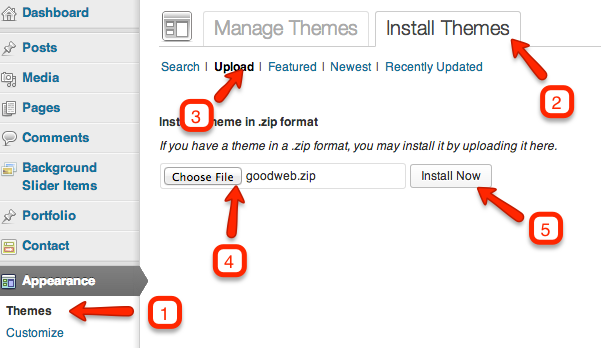 Dashboard
Posts
Media
Pages
Comments
Background
Slider Items
Portfolio
Contact
Appearance
Themes
Customize
1
Manage Themes
Install Themes
2
Search | Upload | Featured | Newest | Recently Updated
3
theme in .zip format
If you have a theme in a .zip format, you may install it by uploading it here.
Choose File goodweb.zip
Install Now
4
5